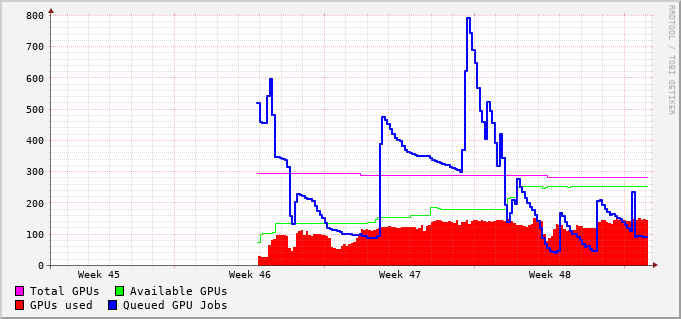 800
700
600
500
400
300
200
100
0
Week 45 Week 46 Week 47 Week 48
Total GPUs Available GPUs
GPUs used Queued GPU Jobs
RRDTOOL / TOBI OETIKER